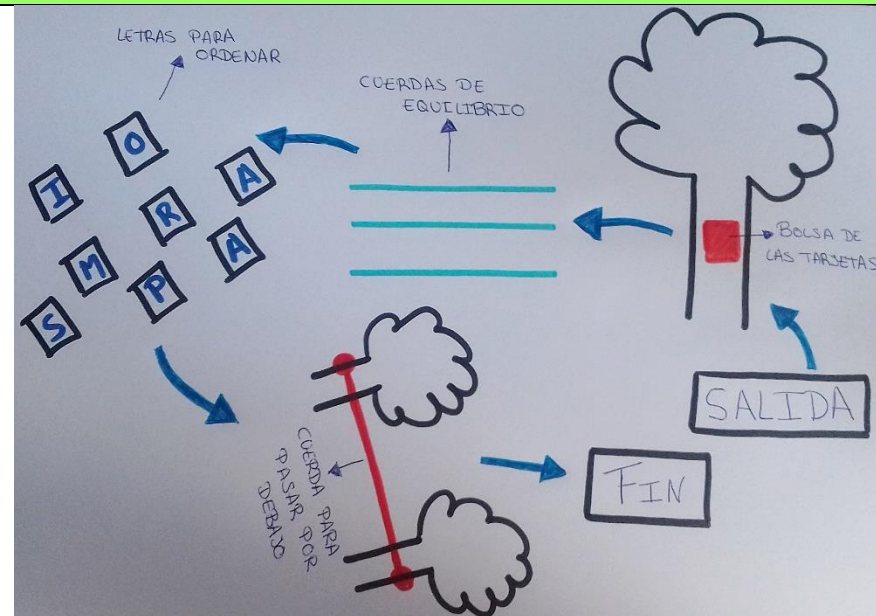 LETRAS PARA
ORDENAR
CUERDAS DE
EQUILIBRIO
O
I
A
R
A
M
P
S
BOLSA DE
LAS TARJETAS
SALIDA
CUERDA PARA
PASAR POR
DEBAJO
FIN